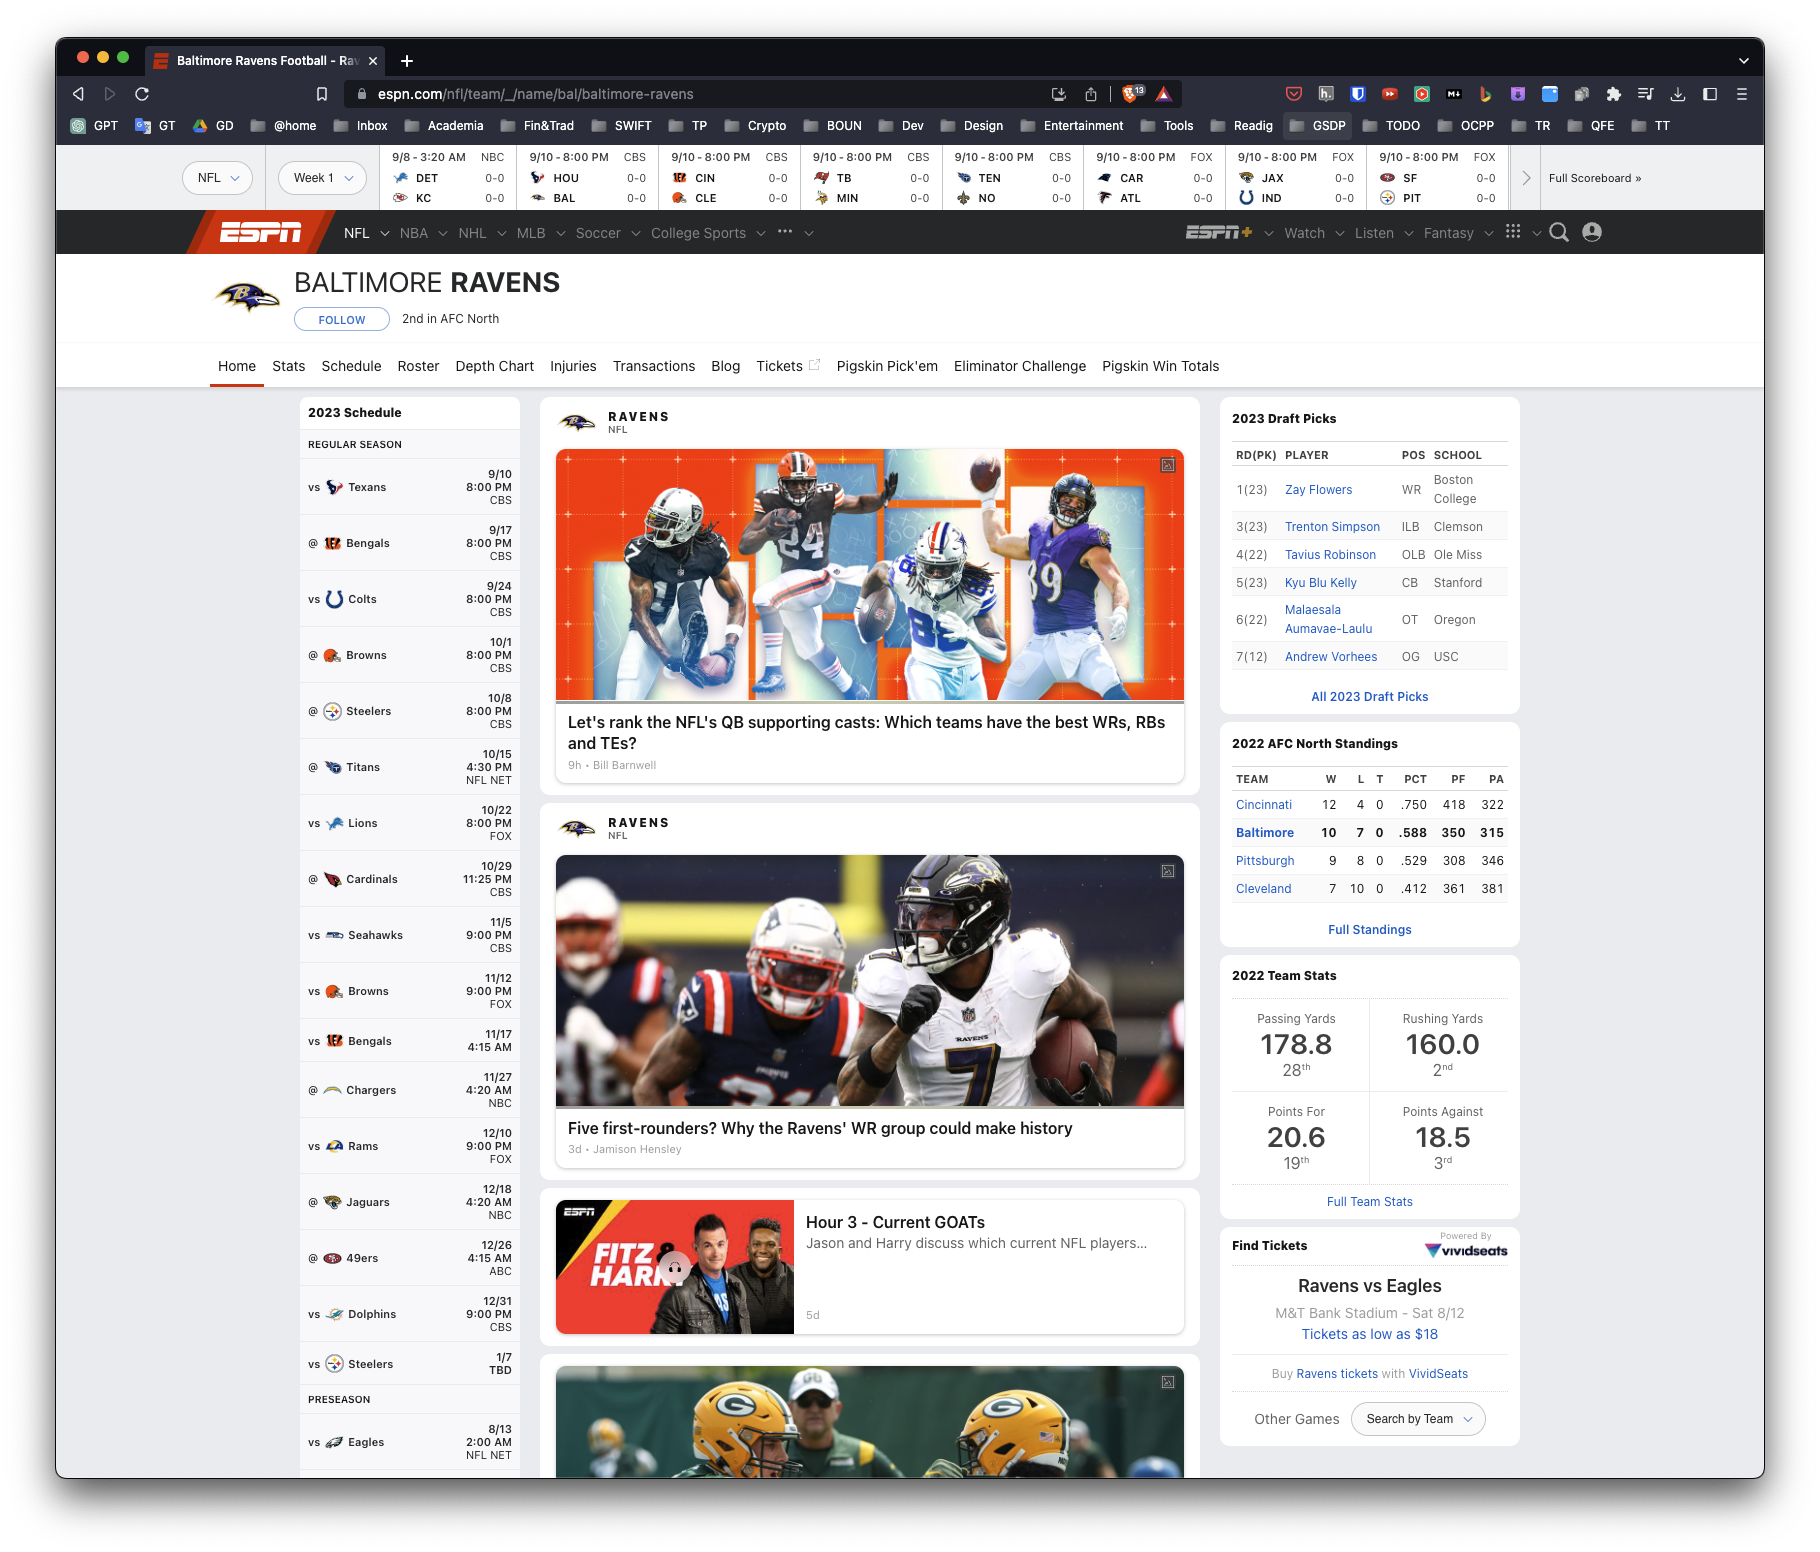 Baltimore Ravens Football - Rav
espn.com/nfl/team/_/name/bal/baltimore-ravens
13
GPT GT GD @home Inbox Academia Fin&Trad SWIFT TP Crypto BOUN Dev Design Entertainment Tools Readig GSDP TODO OCPP TR QFE TT
NFL
Week 1
9/8 - 3:20 AM NBC
DET 0-0
KC 0-0
9/10 - 8:00 PM CBS
HOU 0-0
BAL 0-0
9/10 - 8:00 PM CBS
CIN 0-0
CLE 0-0
9/10 - 8:00 PM CBS
TB 0-0
MIN 0-0
9/10 - 8:00 PM CBS
TEN 0-0
NO 0-0
9/10 - 8:00 PM FOX
CAR 0-0
ATL 0-0
9/10 - 8:00 PM FOX
JAX 0-0
IND 0-0
9/10 - 8:00 PM FOX
SF 0-0
PIT 0-0
Full Scoreboard »
ESPN NFL NBA NHL MLB Soccer College Sports ••• ESPN+ Watch Listen Fantasy
BALTIMORE RAVENS
FOLLOW 2nd in AFC North
Home Stats Schedule Roster Depth Chart Injuries Transactions Blog Tickets Pigskin Pick'em Eliminator Challenge Pigskin Win Totals
2023 Schedule
REGULAR SEASON
vs Texans 9/10
8:00 PM
CBS
@ Bengals 9/17
8:00 PM
CBS
vs Colts 9/24
8:00 PM
CBS
@ Browns 10/1
8:00 PM
CBS
@ Steelers 10/8
8:00 PM
CBS
@ Titans 10/15
4:30 PM
NFL NET
vs Lions 10/22
8:00 PM
FOX
@ Cardinals 10/29
11:25 PM
CBS
vs Seahawks 11/5
9:00 PM
CBS
vs Browns 11/12
9:00 PM
FOX
vs Bengals 11/17
4:15 AM
@ Chargers 11/27
4:20 AM
NBC
vs Rams 12/10
9:00 PM
FOX
@ Jaguars 12/18
4:20 AM
NBC
@ 49ers 12/26
4:15 AM
ABC
vs Dolphins 12/31
9:00 PM
CBS
vs Steelers 1/7
TBD
PRESEASON
vs Eagles 8/13
2:00 AM
NFL NET
RAVENS
NFL
17
24
88
89
Let's rank the NFL's QB supporting casts: Which teams have the best WRs, RBs
and TEs?
9h • Bill Barnwell
RAVENS
NFL
PATRIOTS
RAVENS
7
Five first-rounders? Why the Ravens' WR group could make history
3d • Jamison Hensley
ESPN
FITZ &
HARRY
Hour 3 - Current GOATs
Jason and Harry discuss which current NFL players...
5d
2023 Draft Picks
RD(PK) PLAYER POS SCHOOL
1(23) Zay Flowers WR Boston College
3(23) Trenton Simpson ILB Clemson
4(22) Tavius Robinson OLB Ole Miss
5(23) Kyu Blu Kelly CB Stanford
6(22) Malaesala Aumavae-Laulu OT Oregon
7(12) Andrew Vorhees OG USC
All 2023 Draft Picks
2022 AFC North Standings
TEAM W L T PCT PF PA
Cincinnati 12 4 0 .750 418 322
Baltimore 10 7 0 .588 350 315
Pittsburgh 9 8 0 .529 308 346
Cleveland 7 10 0 .412 361 381
Full Standings
2022 Team Stats
Passing Yards
178.8
28th
Rushing Yards
160.0
2nd
Points For
20.6
19th
Points Against
18.5
3rd
Full Team Stats
Find Tickets
Powered By
vividseats
Ravens vs Eagles
M&T Bank Stadium - Sat 8/12
Tickets as low as $18
Buy Ravens tickets with VividSeats
Other Games Search by Team